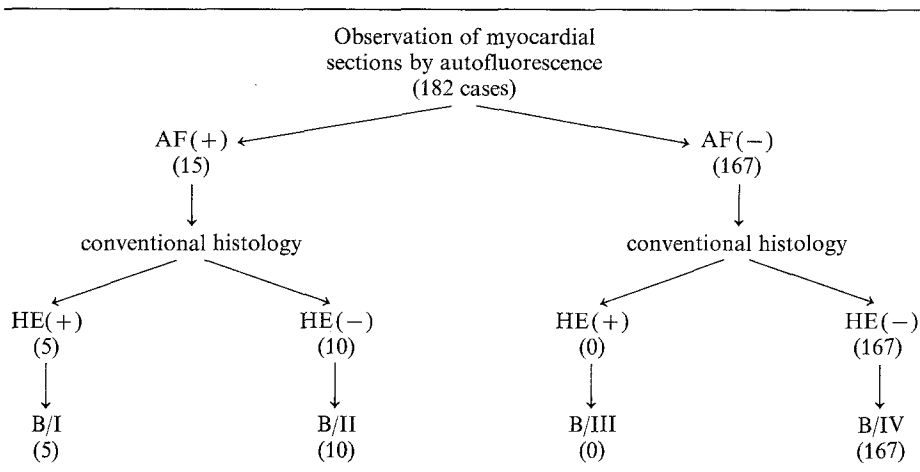 Observation of myocardial
sections by autofluorescence
(182 cases)
AF(+) AF(−)
(15) (167)
conventional histology conventional histology
HE(+) HE(−) HE(+) HE(−)
(5) (10) (0) (167)
B/I B/II B/III B/IV
(5) (10) (0) (167)